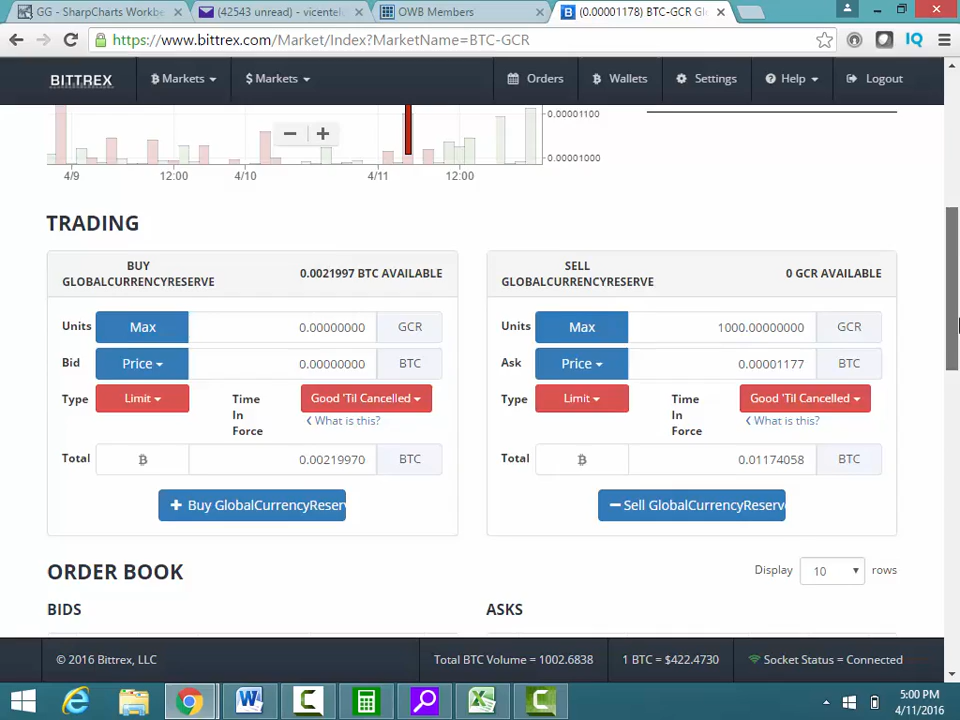 GG - SharpCharts Workbe
(42543 unread) - vicentel
OWB Members
(0.00001178) BTC-GCR Gl
https://www.bittrex.com/Market/Index?MarketName=BTC-GCR
IQ
BITTREX
฿ Markets
$ Markets
Orders
฿ Wallets
Settings
Help
Logout
0.00001100
0.00001000
4/9
12:00
4/10
4/11
12:00
TRADING
BUY GLOBALCURRENCYRESERVE
0.0021997 BTC AVAILABLE
Units
Max
0.00000000
GCR
Bid
Price
0.00000000
BTC
Type
Limit
Time In Force
Good 'Til Cancelled
What is this?
Total
฿
0.00219970
BTC
Buy GlobalCurrencyReserv
SELL GLOBALCURRENCYRESERVE
0 GCR AVAILABLE
Units
Max
1000.00000000
GCR
Ask
Price
0.00001177
BTC
Type
Limit
Time In Force
Good 'Til Cancelled
What is this?
Total
฿
0.01174058
BTC
Sell GlobalCurrencyReserv
ORDER BOOK
Display 10 rows
BIDS
ASKS
© 2016 Bittrex, LLC
Total BTC Volume = 1002.6838
1 BTC = $422.4730
Socket Status = Connected
5:00 PM
4/11/2016